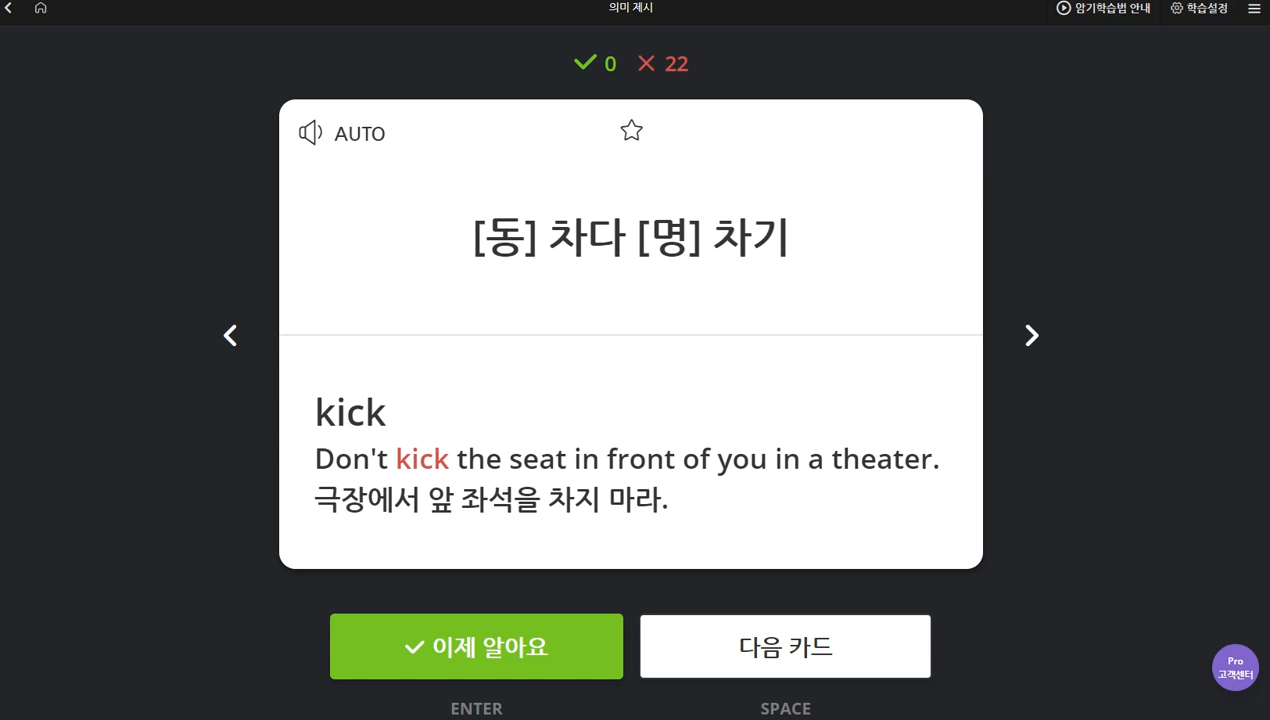 의미 제시
암기학습법 안내
학습설정
0
22
AUTO
[동] 차다 [명] 차기
kick
Don't kick the seat in front of you in a theater.
극장에서 앞 좌석을 차지 마라.
이제 알아요
다음 카드
ENTER
SPACE
Pro
고객센터